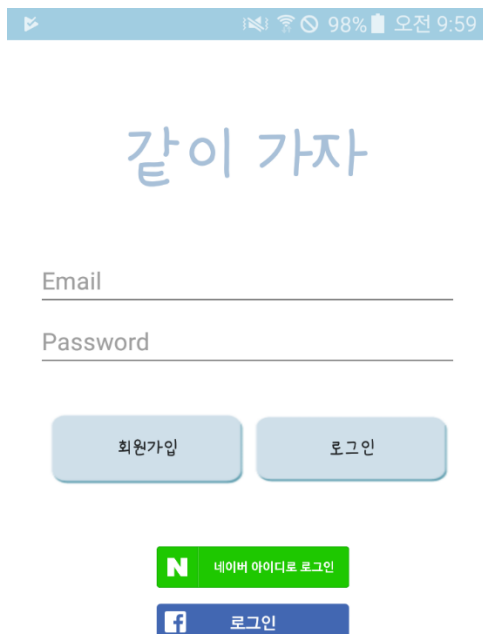 98% 오전 9:59
같이 가자
Email
Password
회원가입 로그인
N 네이버 아이디로 로그인
f 로그인